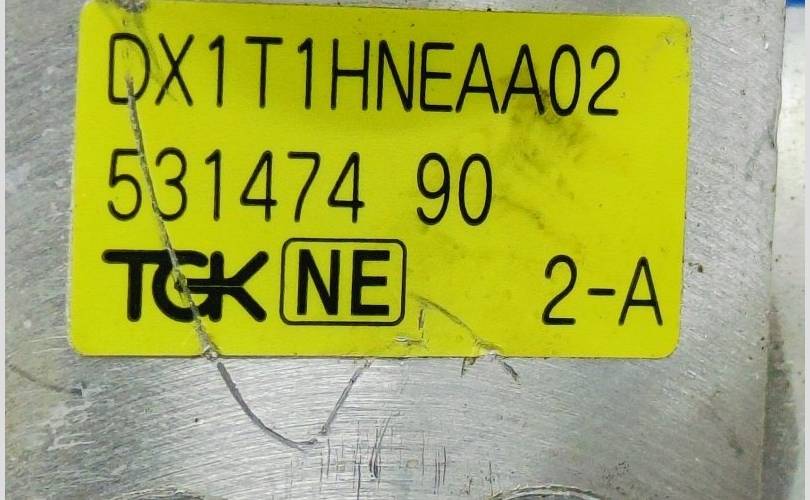 DX1T1HNEAA02
531474 90
TGK NE 2-A